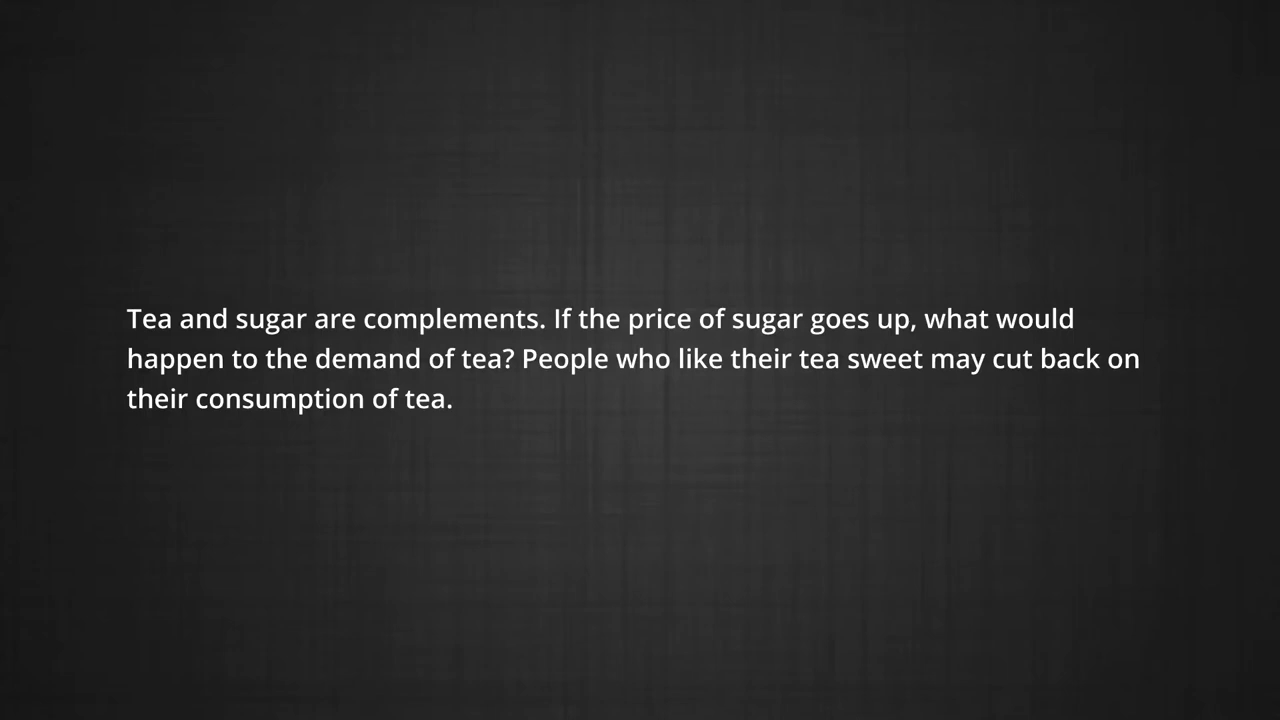 Tea and sugar are complements. If the price of sugar goes up, what would
happen to the demand of tea? People who like their tea sweet may cut back on
their consumption of tea.